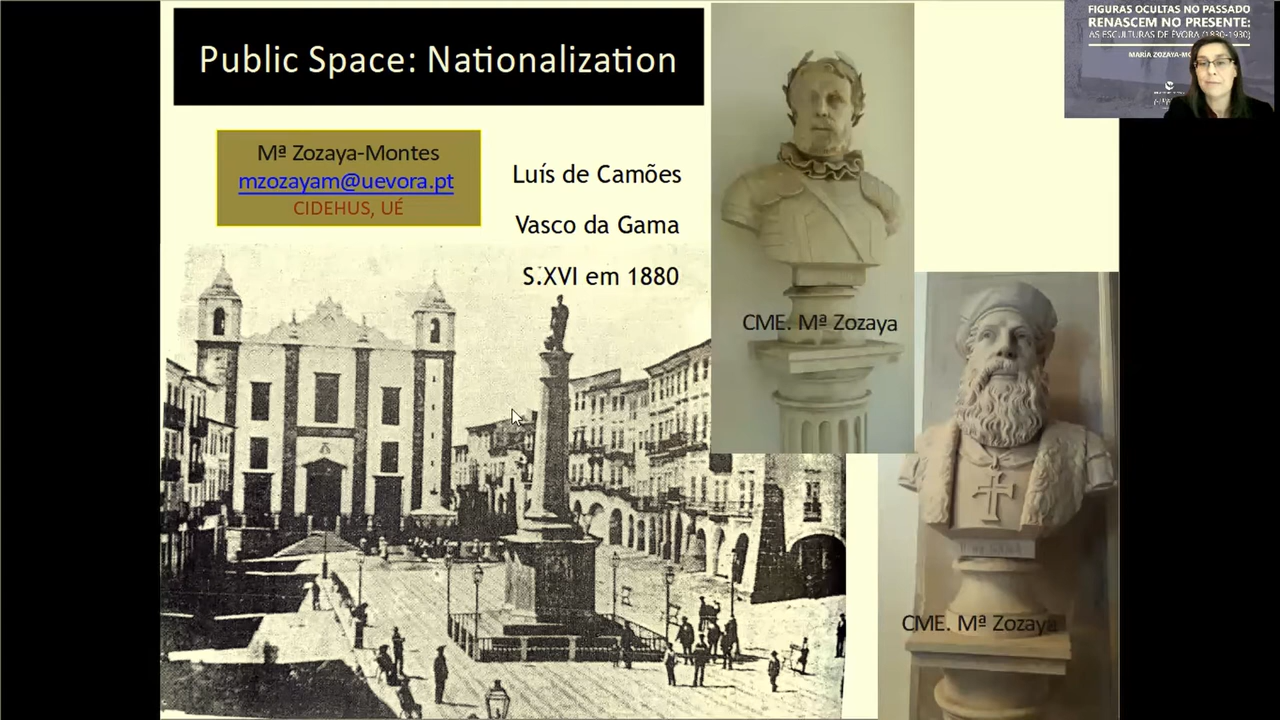 Public Space: Nationalization
Mª Zozaya-Montes
mzozayam@uevora.pt
CIDEHUS, UÉ
Luís de Camões
Vasco da Gama
S.XVI em 1880
CME. Mª Zozaya
CME. Mª Zozaya
FIGURAS OCULTAS NO PASSADO
RENASCEM NO PRESENTE:
AS ESCULTURAS DE ÉVORA (1830-1930)
MARÍA